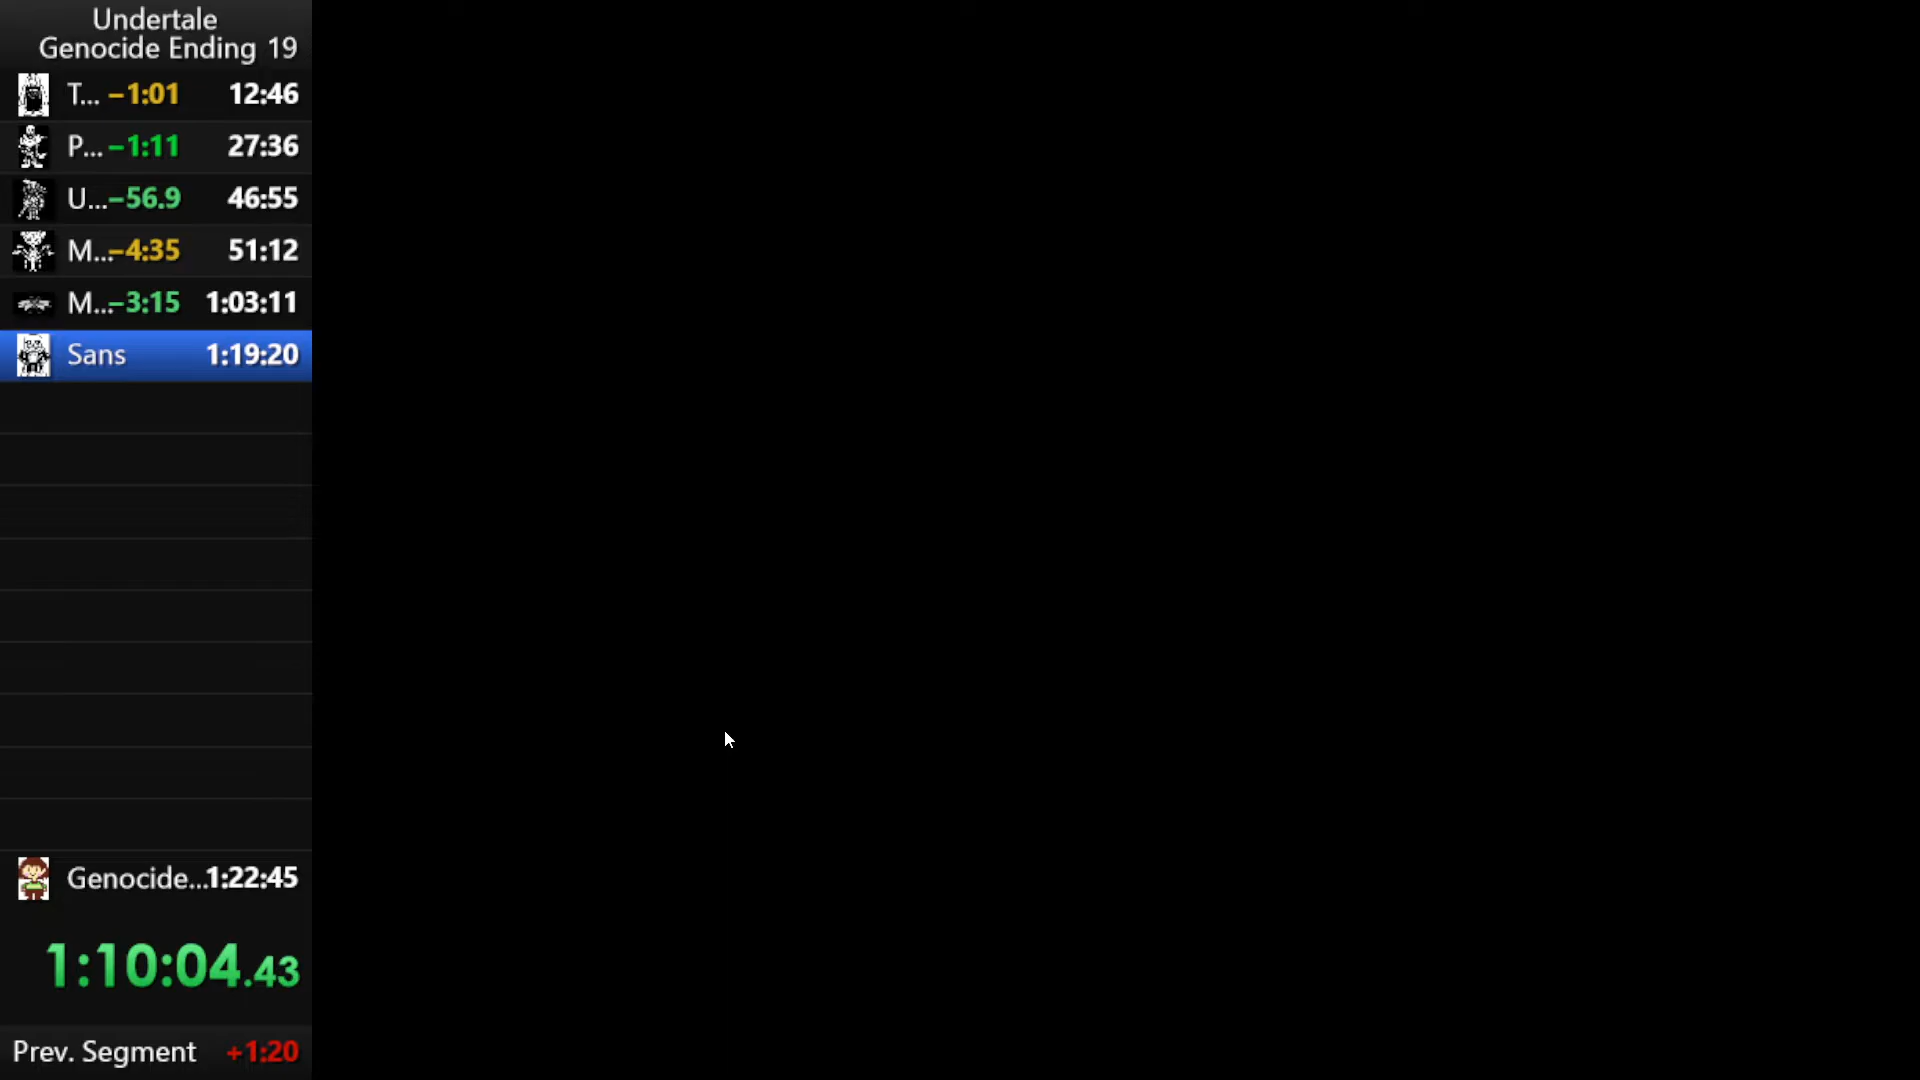 Undertale
Genocide Ending 19
T... −1:01 12:46
P... −1:11 27:36
U... −56.9 46:55
M... −4:35 51:12
M... −3:15 1:03:11
Sans 1:19:20
Genocide... 1:22:45
1:10:04.43
Prev. Segment +1:20